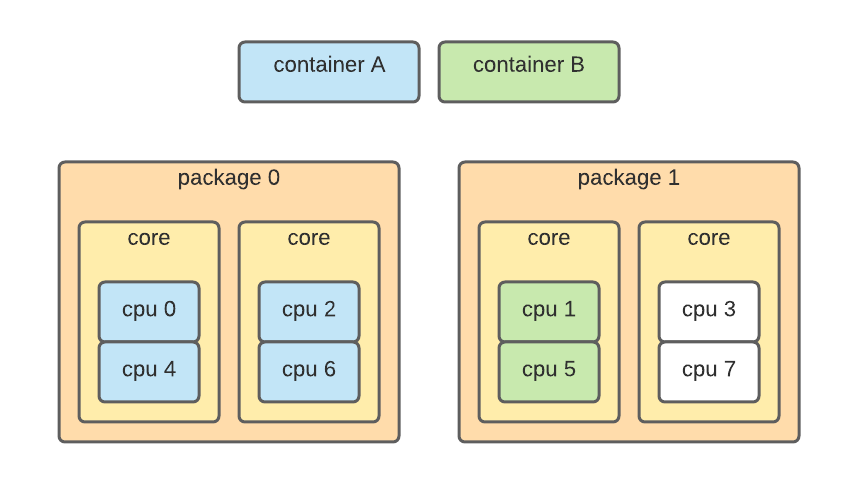 container A
container B
package 0
package 1
core
core
core
core
cpu 0
cpu 2
cpu 1
cpu 3
cpu 4
cpu 6
cpu 5
cpu 7